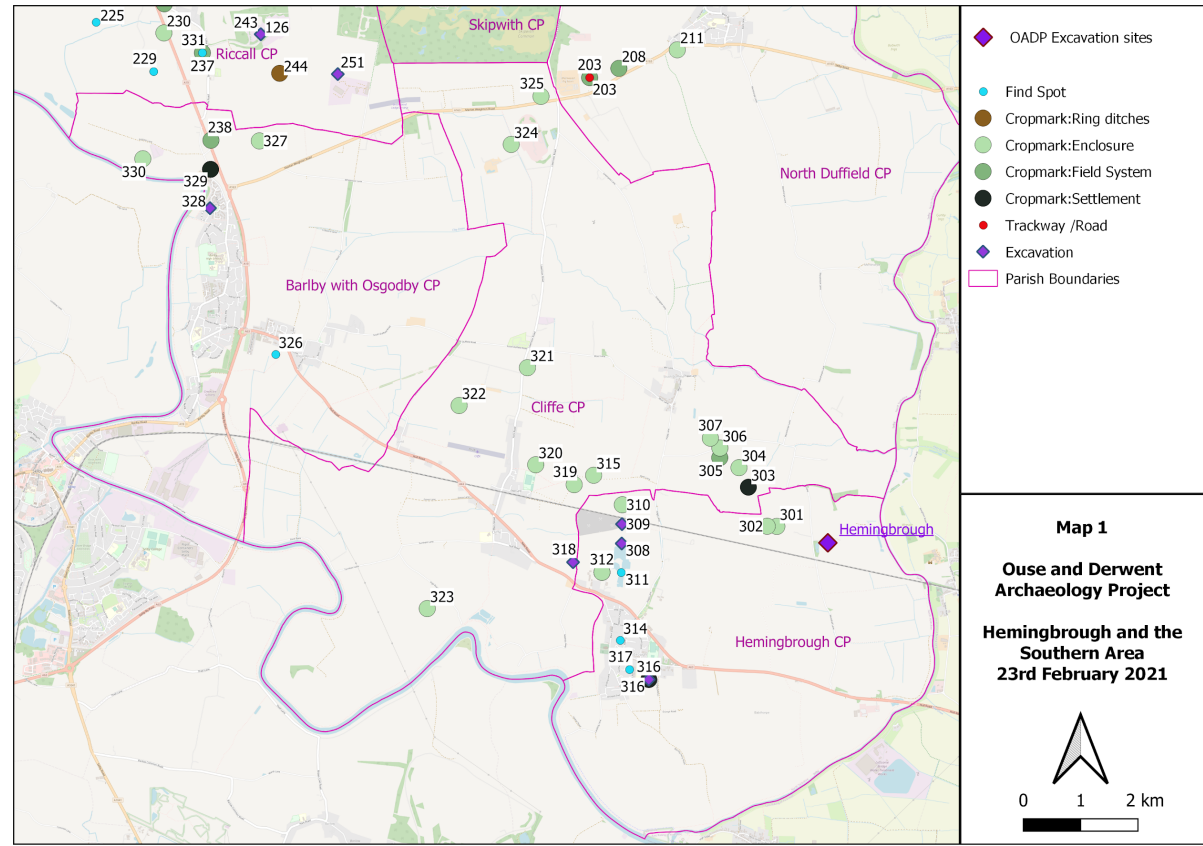 225
230
243
126
Skipwith CP
211
331
Riccall CP
208
229
237
244
251
203
203
325
238
327
324
330
329
North Duffield CP
328
Barlby with Osgodby CP
326
321
322
Cliffe CP
307
306
304
320
319
315
305
303
310
309
302
301
Hemingbrough
318
308
312
311
323
314
Hemingbrough CP
317
316
316
OADP Excavation sites
Find Spot
Cropmark:Ring ditches
Cropmark:Enclosure
Cropmark:Field System
Cropmark:Settlement
Trackway /Road
Excavation
Parish Boundaries
Map 1
Ouse and Derwent
Archaeology Project
Hemingbrough and the
Southern Area
23rd February 2021
0 1 2 km